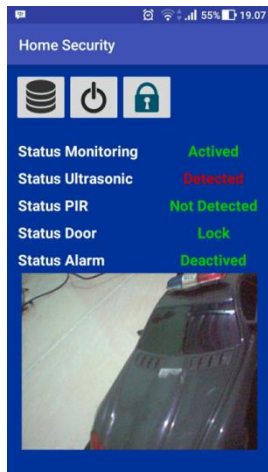 55% 19.07
Home Security
Status Monitoring Actived
Status Ultrasonic Detected
Status PIR Not Detected
Status Door Lock
Status Alarm Deactived